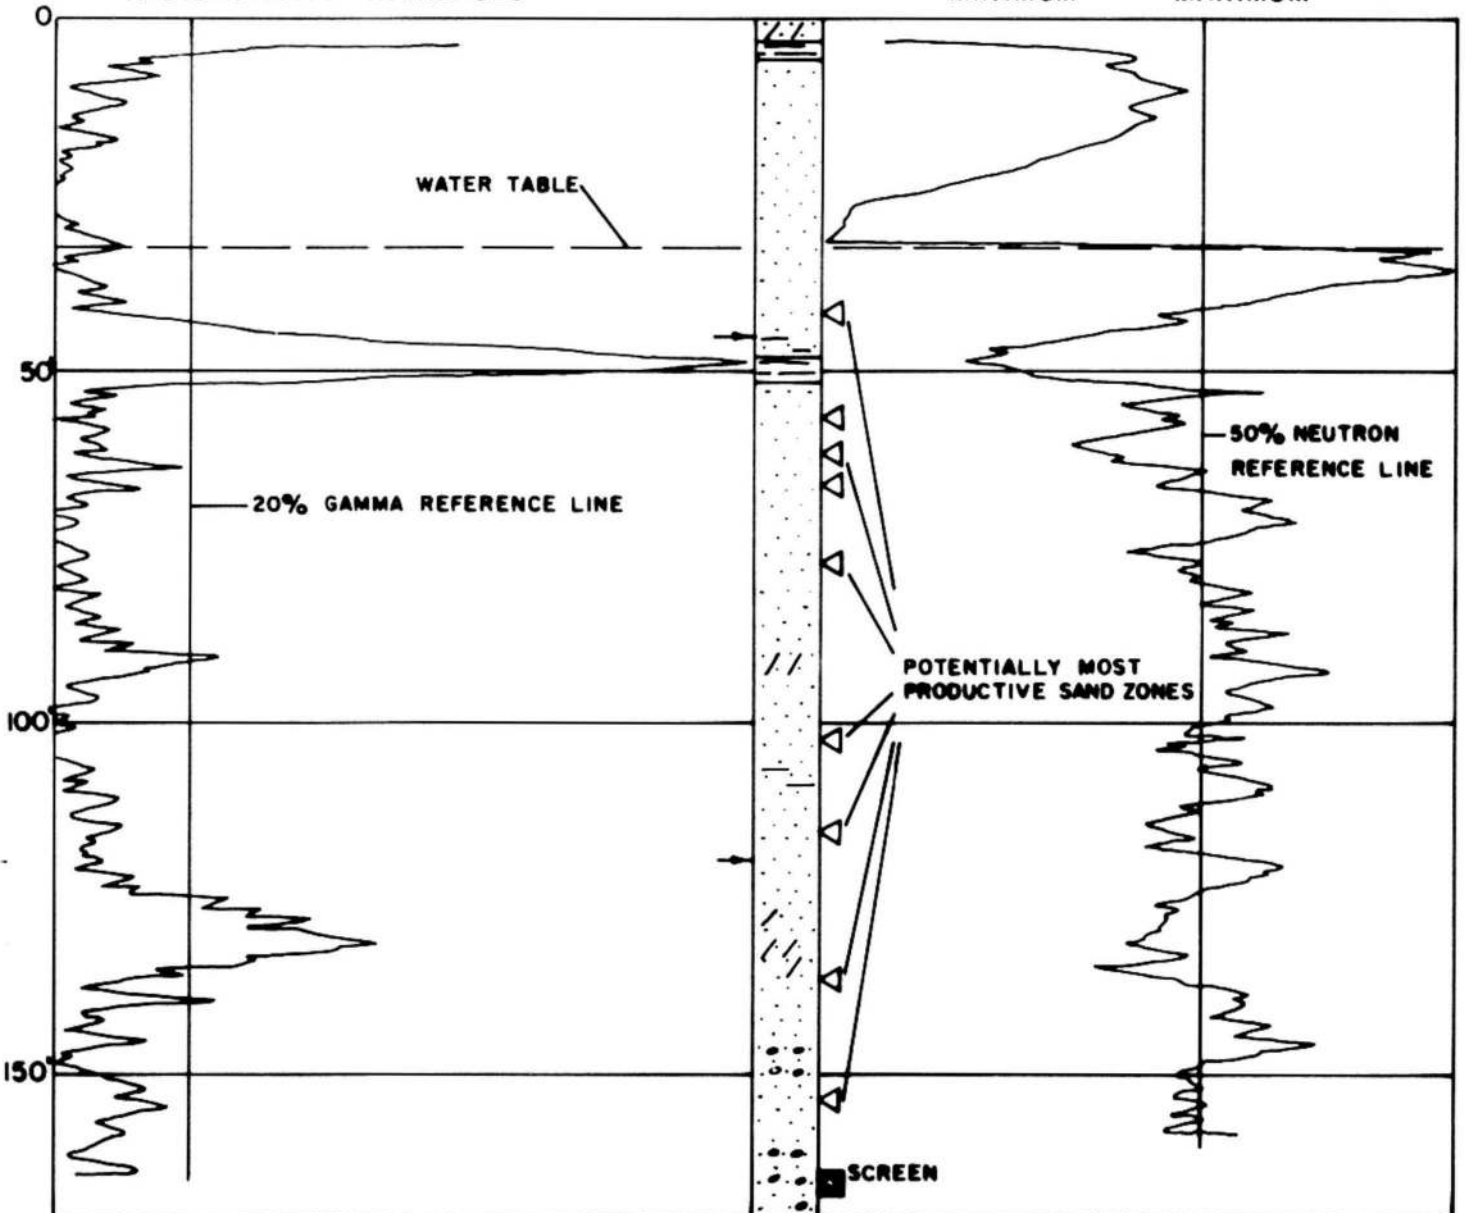 0
WATER TABLE
50
50% NEUTRON
REFERENCE LINE
20% GAMMA REFERENCE LINE
POTENTIALLY MOST
PRODUCTIVE SAND ZONES
100
150
SCREEN